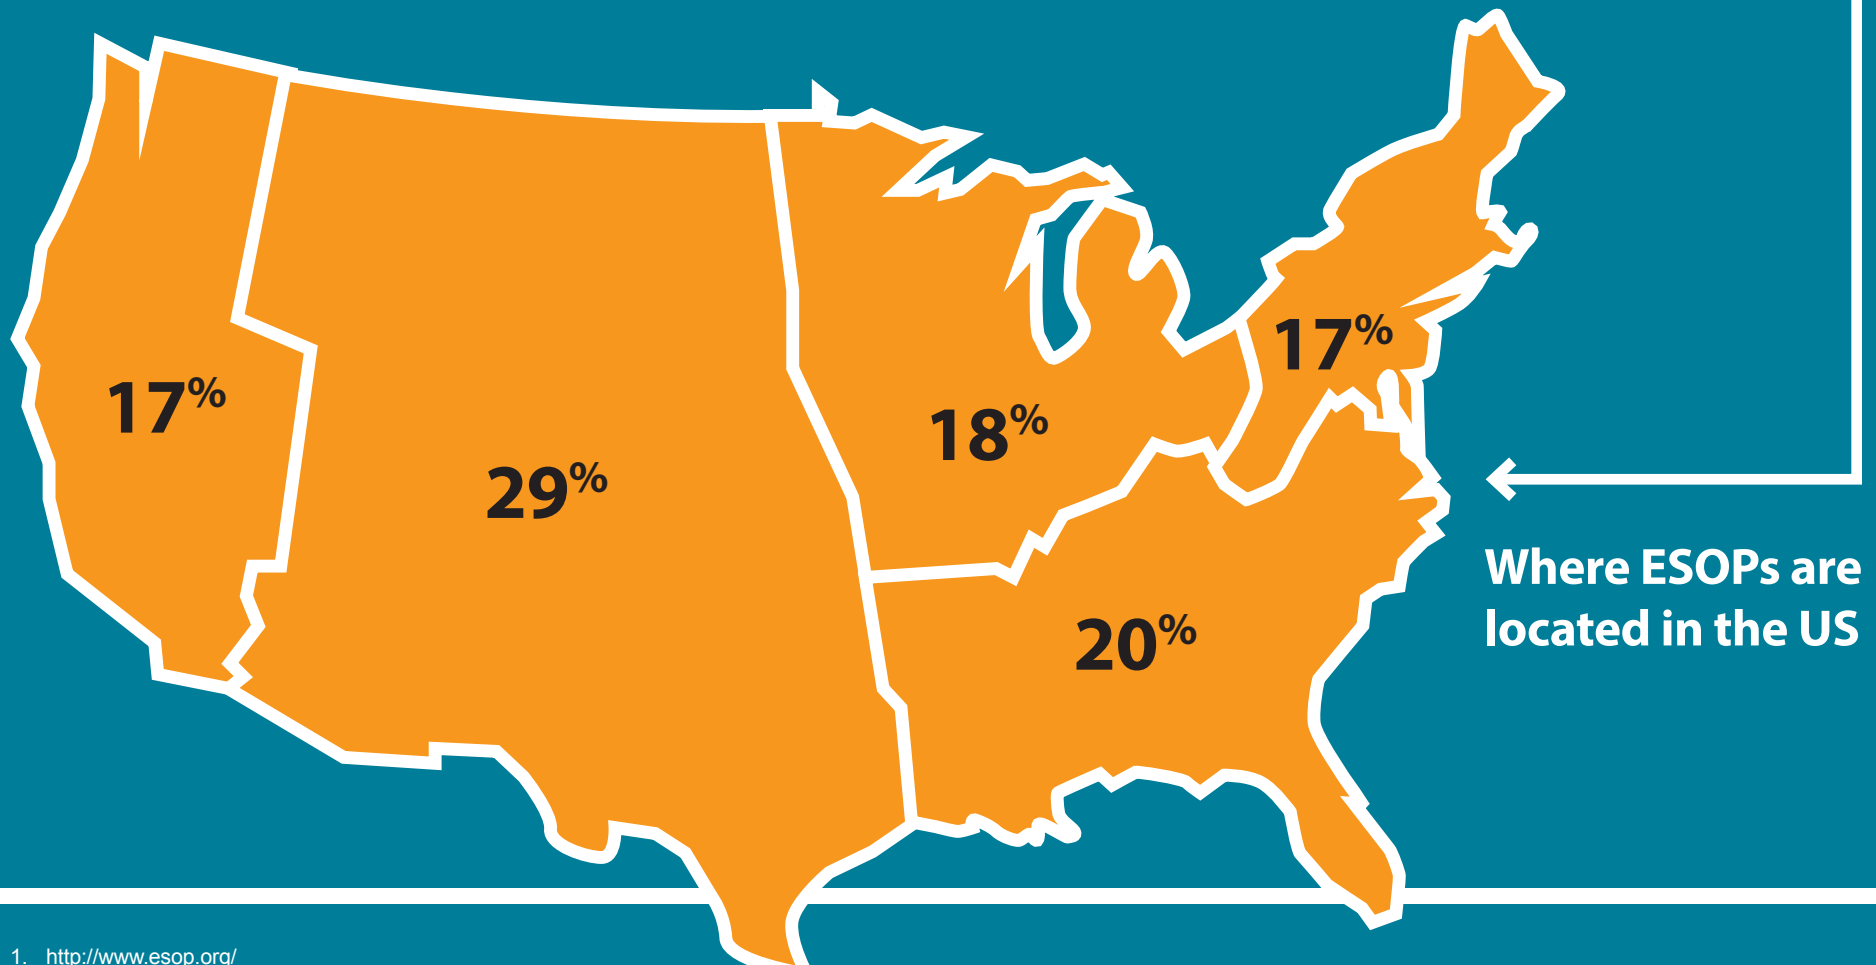 17%
17%
18%
29%
20%
Where ESOPs are
located in the US
1. http://www.esop.org/